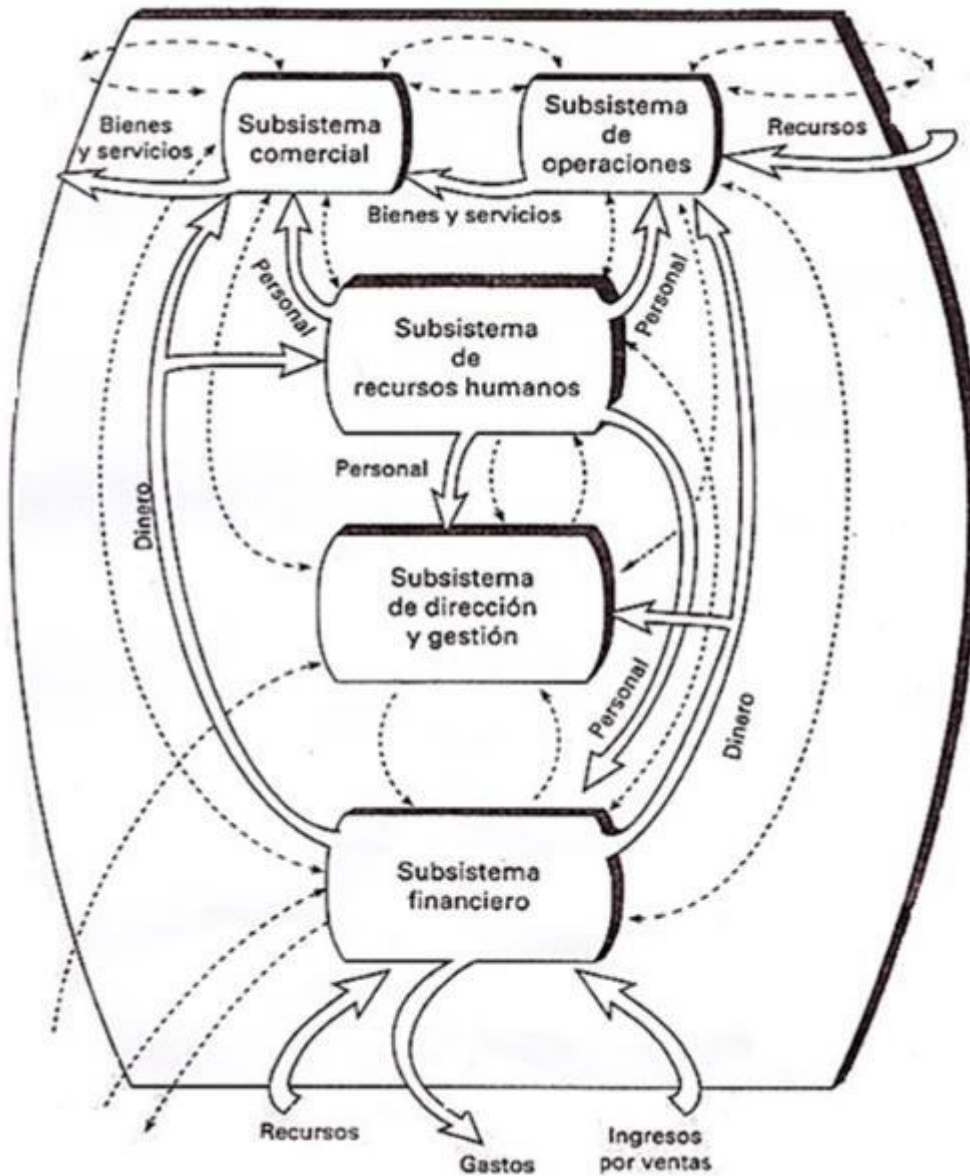 Subsistema
comercial
Subsistema
de
operaciones
Bienes
y servicios
Recursos
Bienes y servicios
Personal
Personal
Subsistema
de
recursos humanos
Personal
Dinero
Subsistema
de dirección
y gestión
Personal
Dinero
Subsistema
financiero
Recursos
Gastos
Ingresos
por ventas